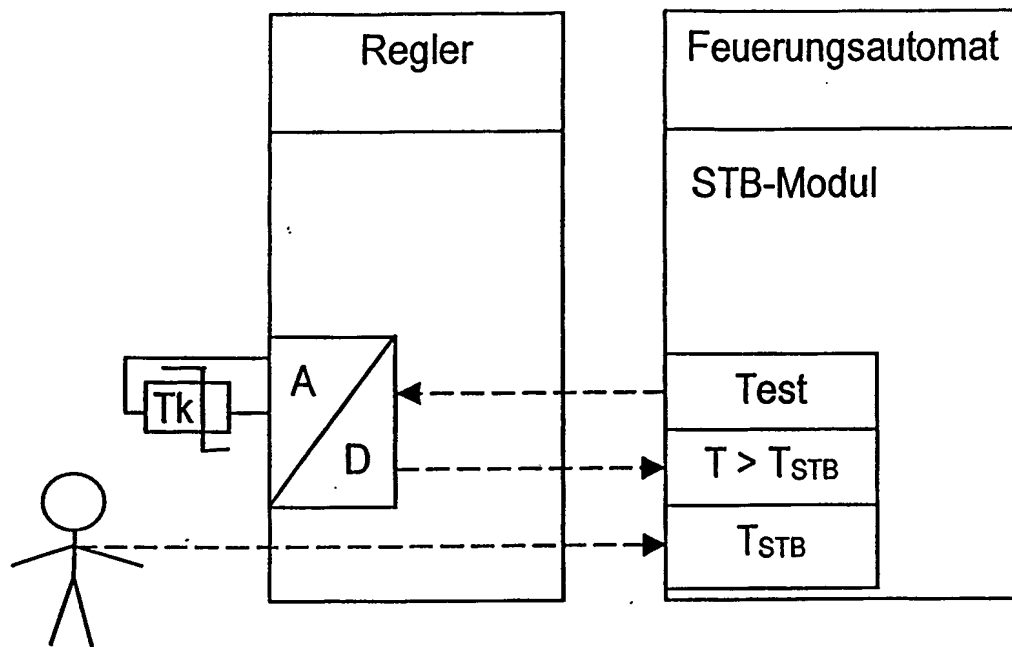 Regler
Feuerungsautomat
STB-Modul
A
D
Tk
Test
T > TSTB
TSTB